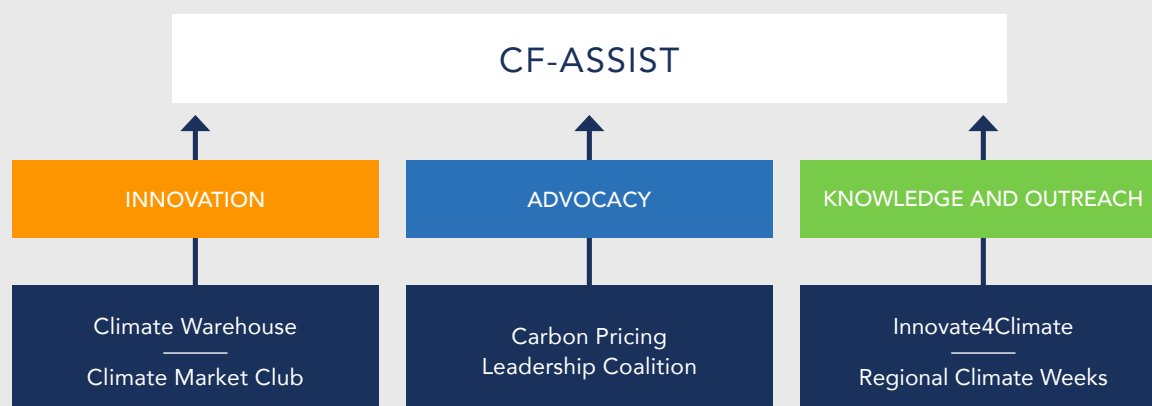 CF-ASSIST
INNOVATION
ADVOCACY
KNOWLEDGE AND OUTREACH
Climate Warehouse
Climate Market Club
Carbon Pricing
Leadership Coalition
Innovate4Climate
Regional Climate Weeks